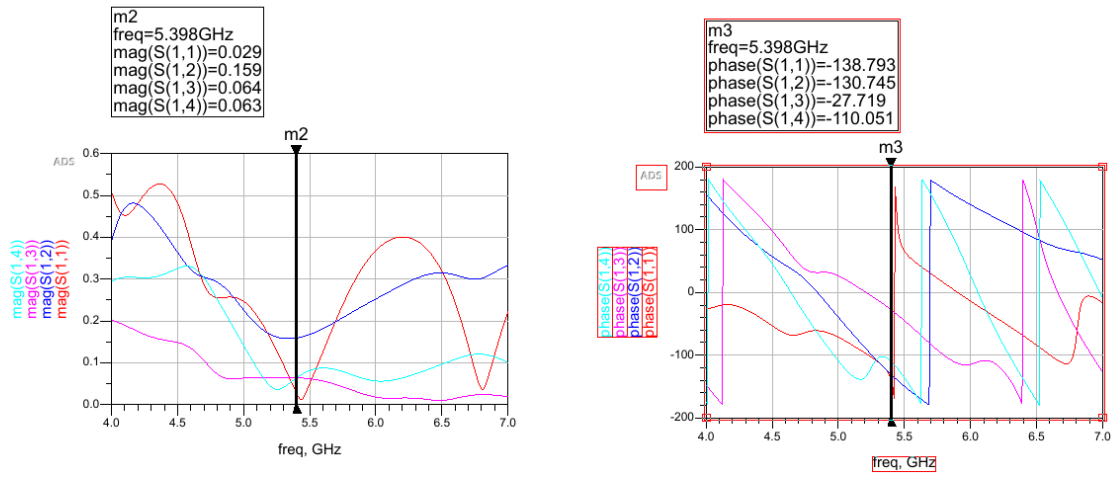 m2
freq=5.398GHz
mag(S(1,1))=0.029
mag(S(1,2))=0.159
mag(S(1,3))=0.064
mag(S(1,4))=0.063
m2
ADS
0.6
0.5
0.4
0.3
0.2
0.1
0.0
mag(S(1,4))
mag(S(1,3))
mag(S(1,2))
mag(S(1,1))
4.0
4.5
5.0
5.5
6.0
6.5
7.0
freq, GHz
m3
freq=5.398GHz
phase(S(1,1))=-138.793
phase(S(1,2))=-130.745
phase(S(1,3))=-27.719
phase(S(1,4))=-110.051
m3
ADS
200
100
0
-100
-200
phase(S(1,4))
phase(S(1,3))
phase(S(1,2))
phase(S(1,1))
4.0
4.5
5.0
5.5
6.0
6.5
7.0
freq, GHz